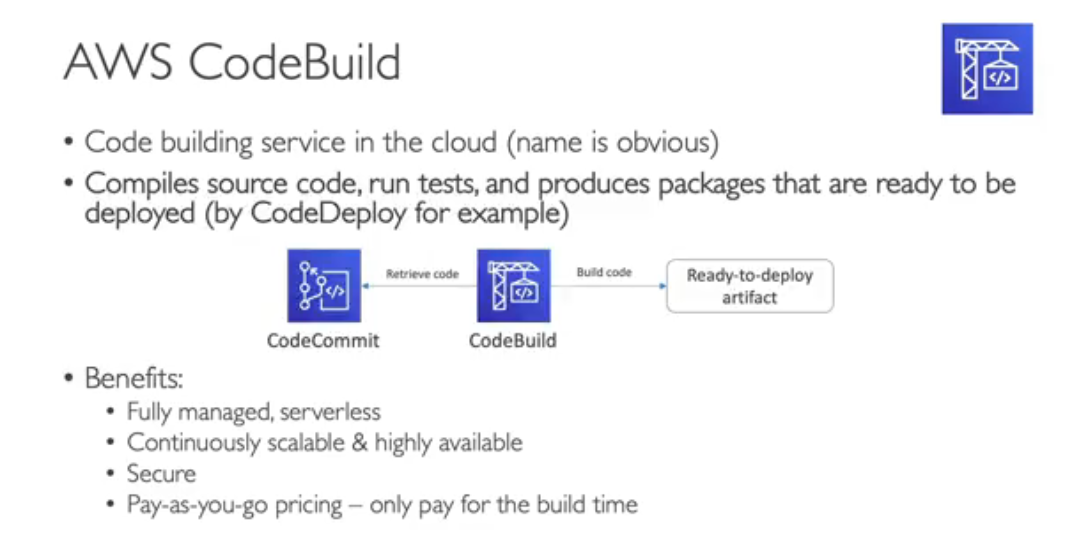 AWS CodeBuild
</>
• Code building service in the cloud (name is obvious)
• Compiles source code, run tests, and produces packages that are ready to be
deployed (by CodeDeploy for example)
Retrieve code
Build code
</>
</>
Ready-to-deploy
artifact
CodeCommit
CodeBuild
• Benefits:
• Fully managed, serverless
• Continuously scalable & highly available
• Secure
• Pay-as-you-go pricing – only pay for the build time